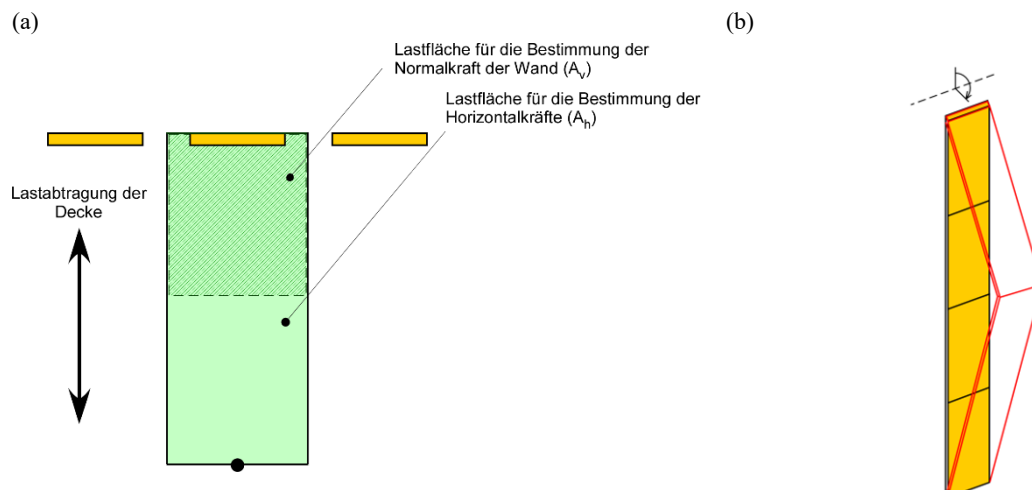 (a)
(b)
Lastfläche für die Bestimmung der
Normalkraft der Wand (Av)
Lastfläche für die Bestimmung der
Horizontalkräfte (Ah)
Lastabtragung der
Decke